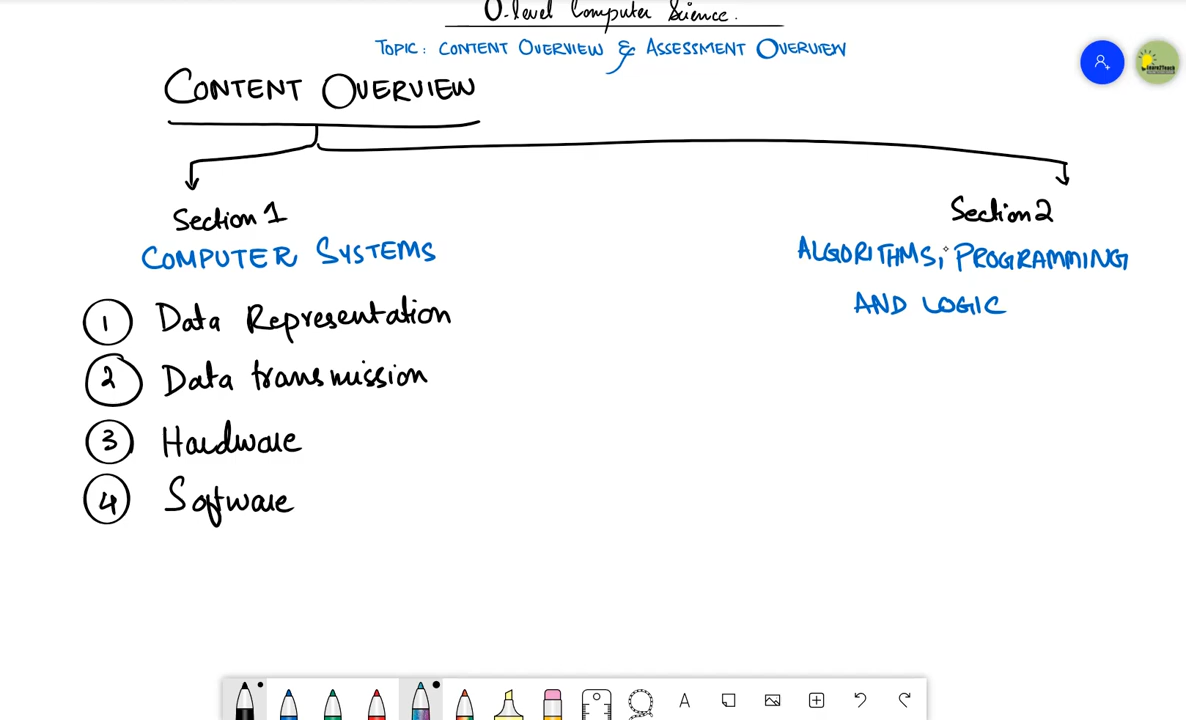 O-level Computer Science.
TOPIC: CONTENT OVERVIEW & ASSESSMENT OVERVIEW
CONTENT OVERVIEW
Section 1
COMPUTER SYSTEMS
① Data Representation
② Data transmission
③ Hardware
④ Software
Section 2
ALGORITHMS, PROGRAMMING
AND LOGIC
Learn2Teach
A